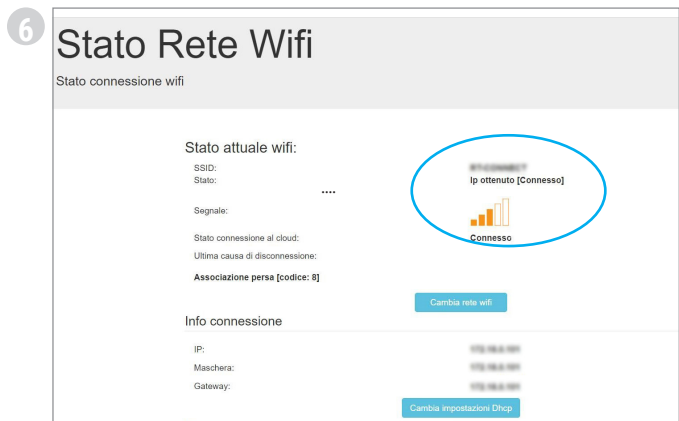 6
Stato Rete Wifi
Stato connessione wifi
Stato attuale wifi:
SSID:
Stato: Ip ottenuto [Connesso]
....
Segnale:
Stato connessione al cloud: Connesso
Ultima causa di disconnessione:
Associazione persa [codice: 8]
Cambia rete wifi
Info connessione
IP:
Maschera:
Gateway:
Cambia impostazioni Dhcp